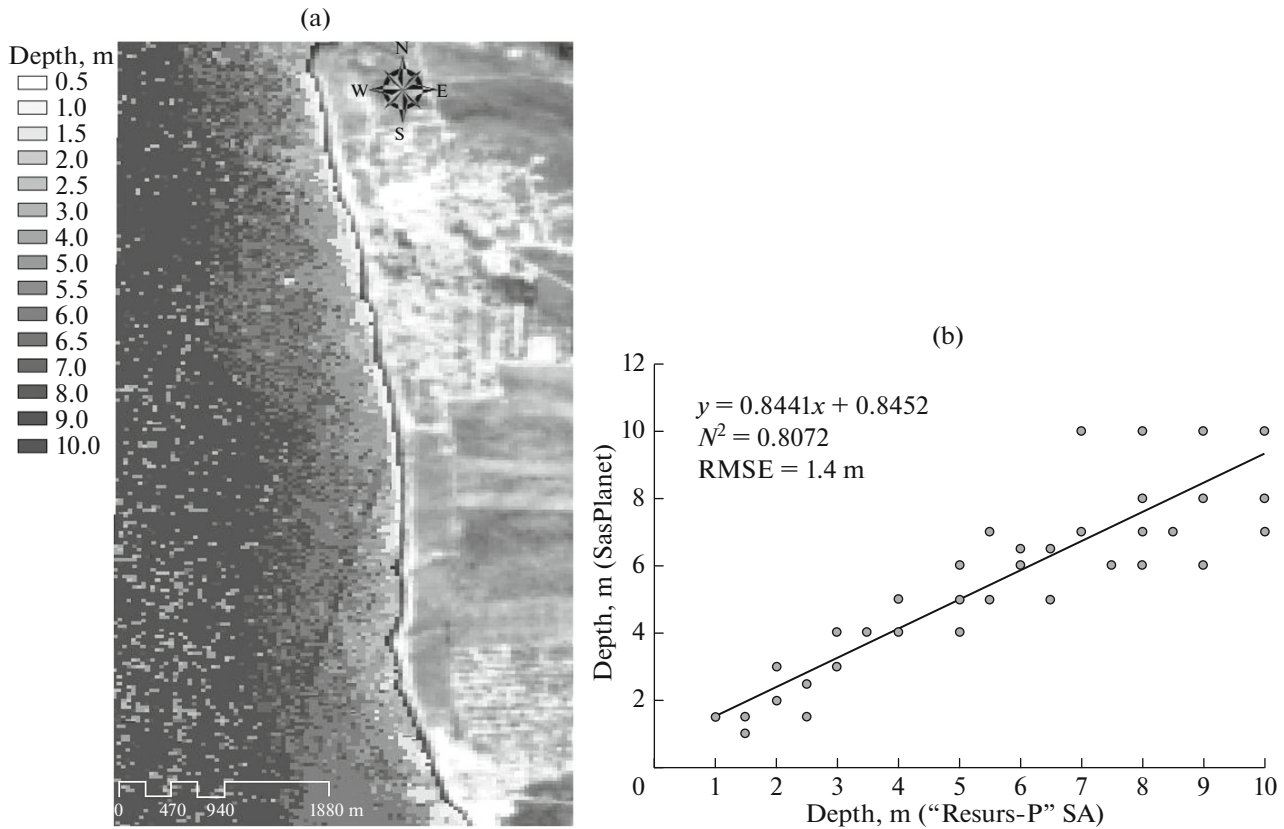 (a)
Depth, m
0.5
1.0
1.5
2.0
2.5
3.0
4.0
5.0
5.5
6.0
6.5
7.0
8.0
9.0
10.0
N
W E
S
0 470 940 1880 m
(b)
y = 0.8441x + 0.8452
N² = 0.8072
RMSE = 1.4 m
Depth, m (SasPlanet)
12
10
8
6
4
2
0 1 2 3 4 5 6 7 8 9 10
Depth, m (“Resurs-P” SA)